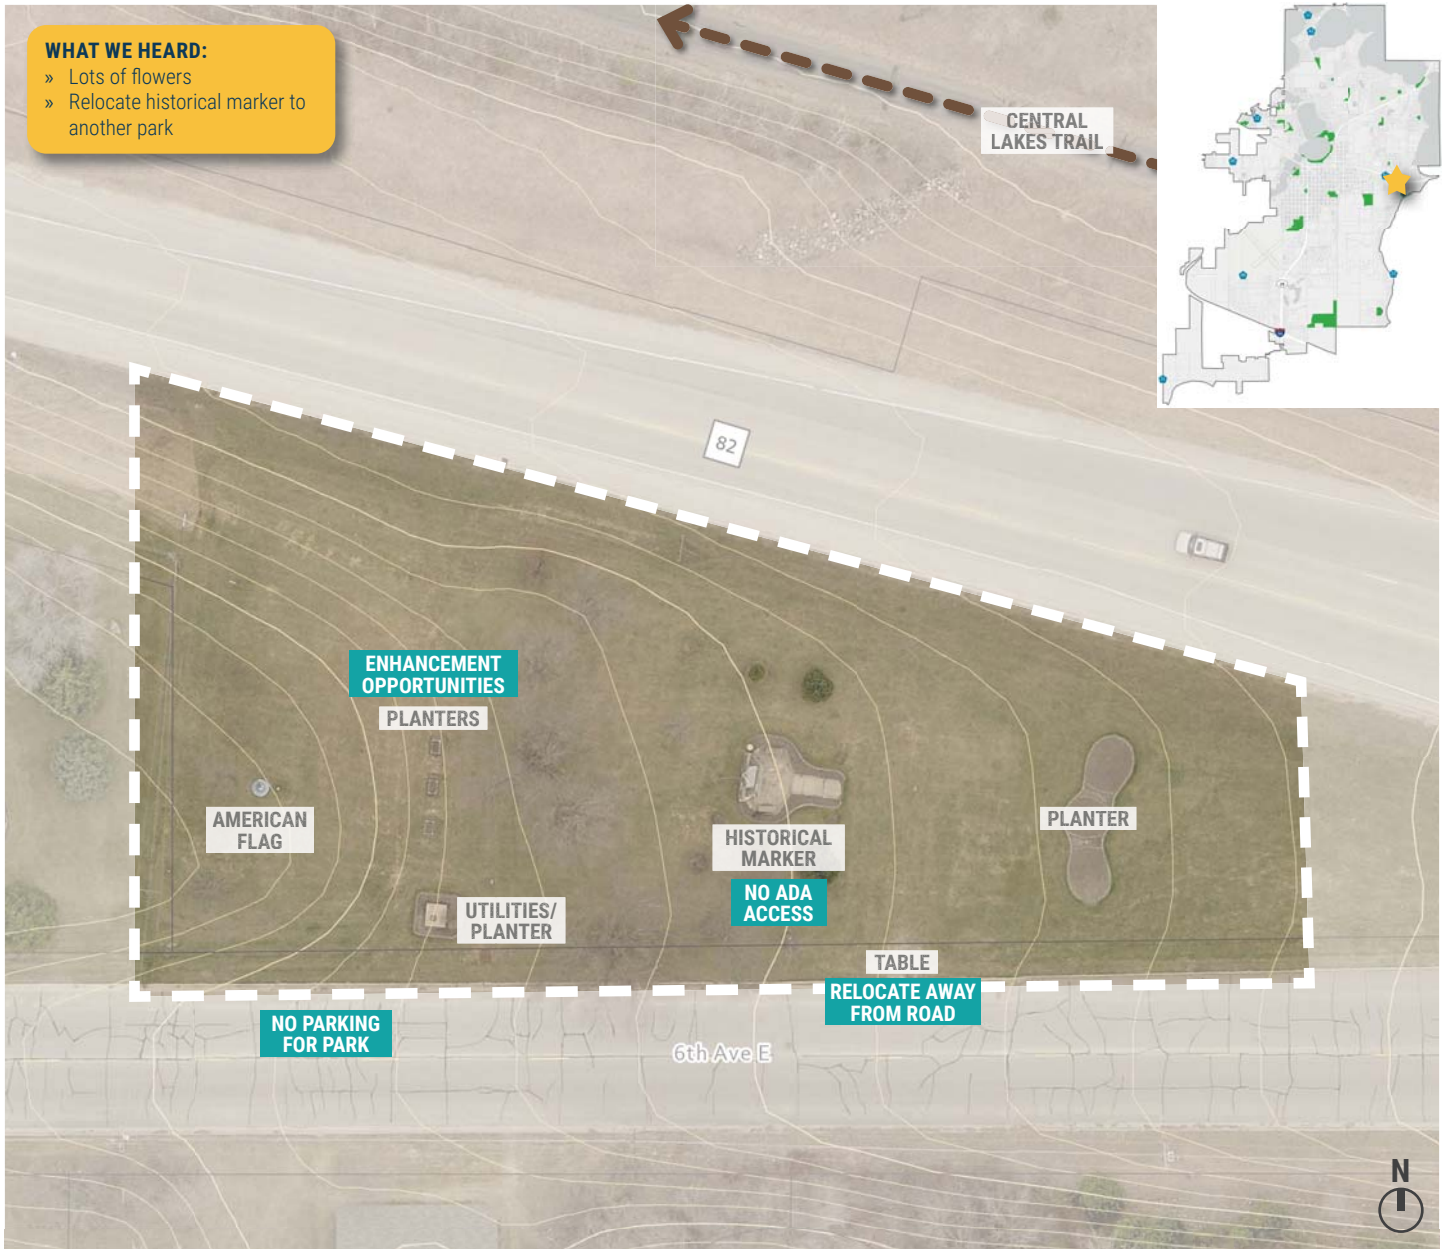 WHAT WE HEARD:
» Lots of flowers
» Relocate historical marker to
another park
CENTRAL
LAKES TRAIL
82
ENHANCEMENT
OPPORTUNITIES
PLANTERS
AMERICAN
FLAG
HISTORICAL
MARKER
PLANTER
NO ADA
ACCESS
UTILITIES/
PLANTER
TABLE
RELOCATE AWAY
FROM ROAD
NO PARKING
FOR PARK
6th Ave E
N